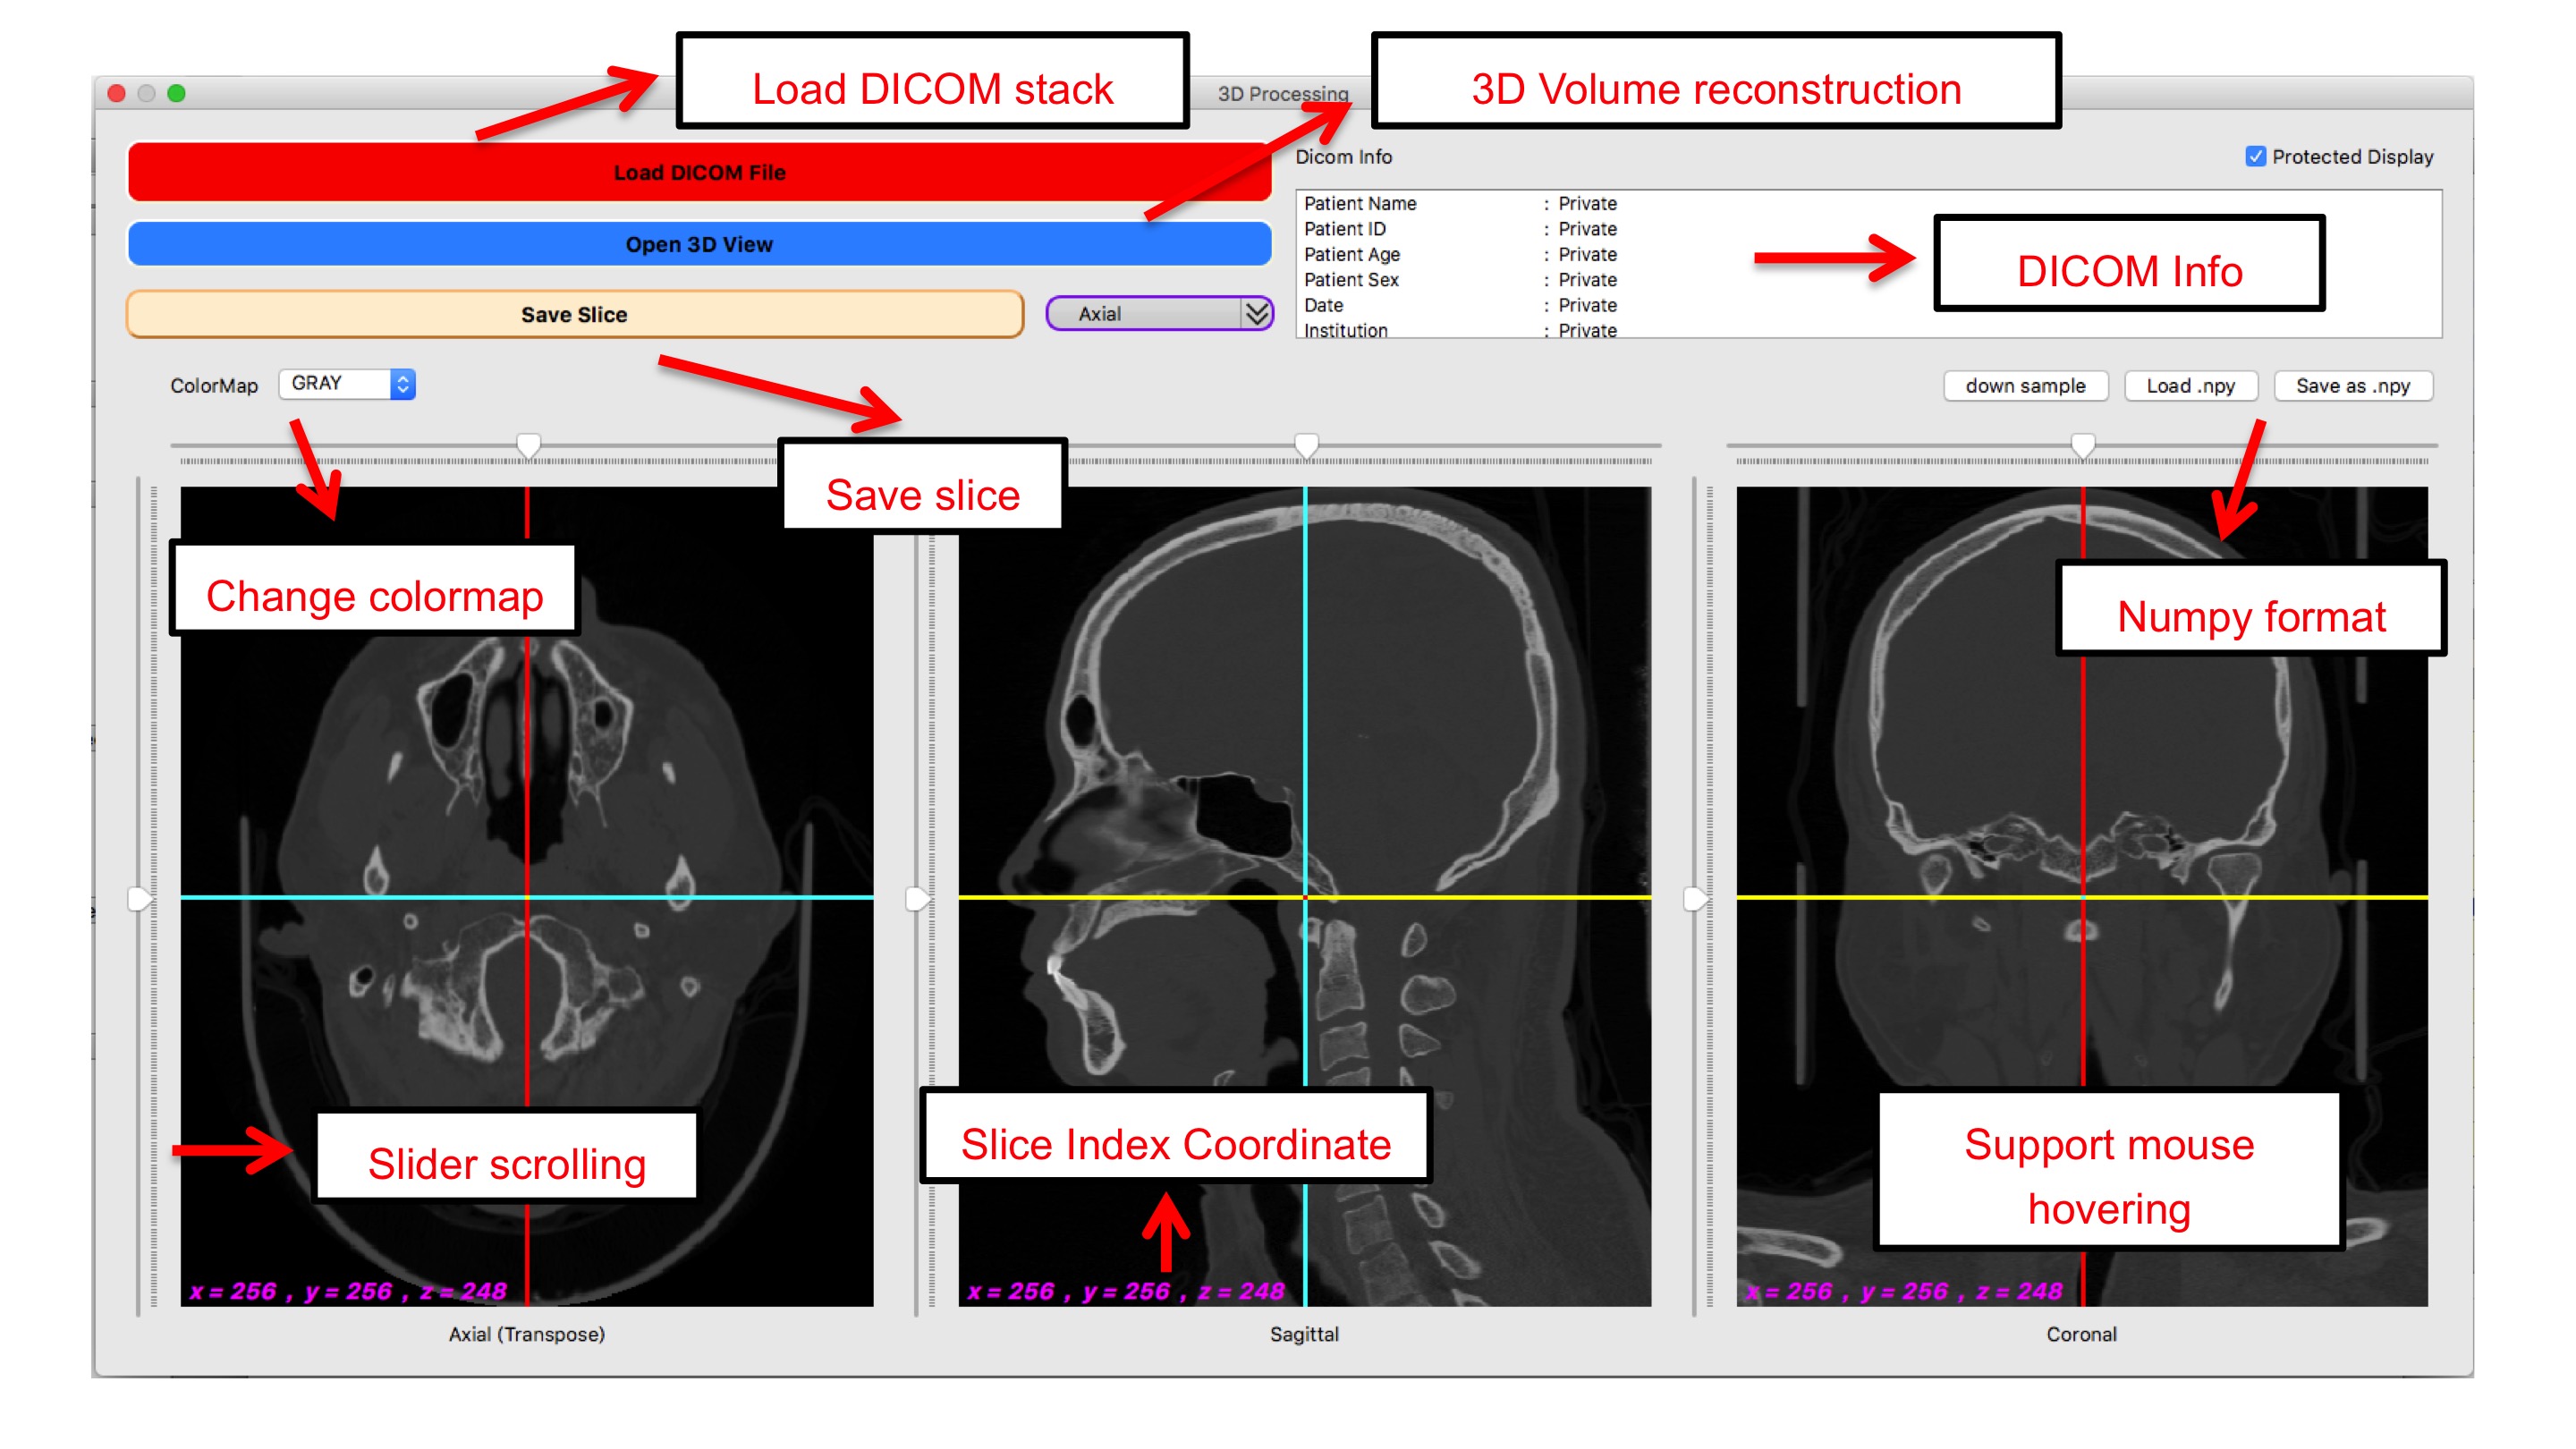 Load DICOM stack
3D Volume reconstruction
3D Processing
Load DICOM File
Open 3D View
Save Slice
Axial
Dicom Info
Protected Display
Patient Name : Private
Patient ID : Private
Patient Age : Private
Patient Sex : Private
Date : Private
Institution : Private
DICOM Info
ColorMap GRAY
down sample
Load .npy
Save as .npy
Save slice
Change colormap
Numpy format
Slider scrolling
Slice Index Coordinate
Support mouse
hovering
x = 256 , y = 256 , z = 248
x = 256 , y = 256 , z = 248
x = 256 , y = 256 , z = 248
Axial (Transpose)
Sagittal
Coronal